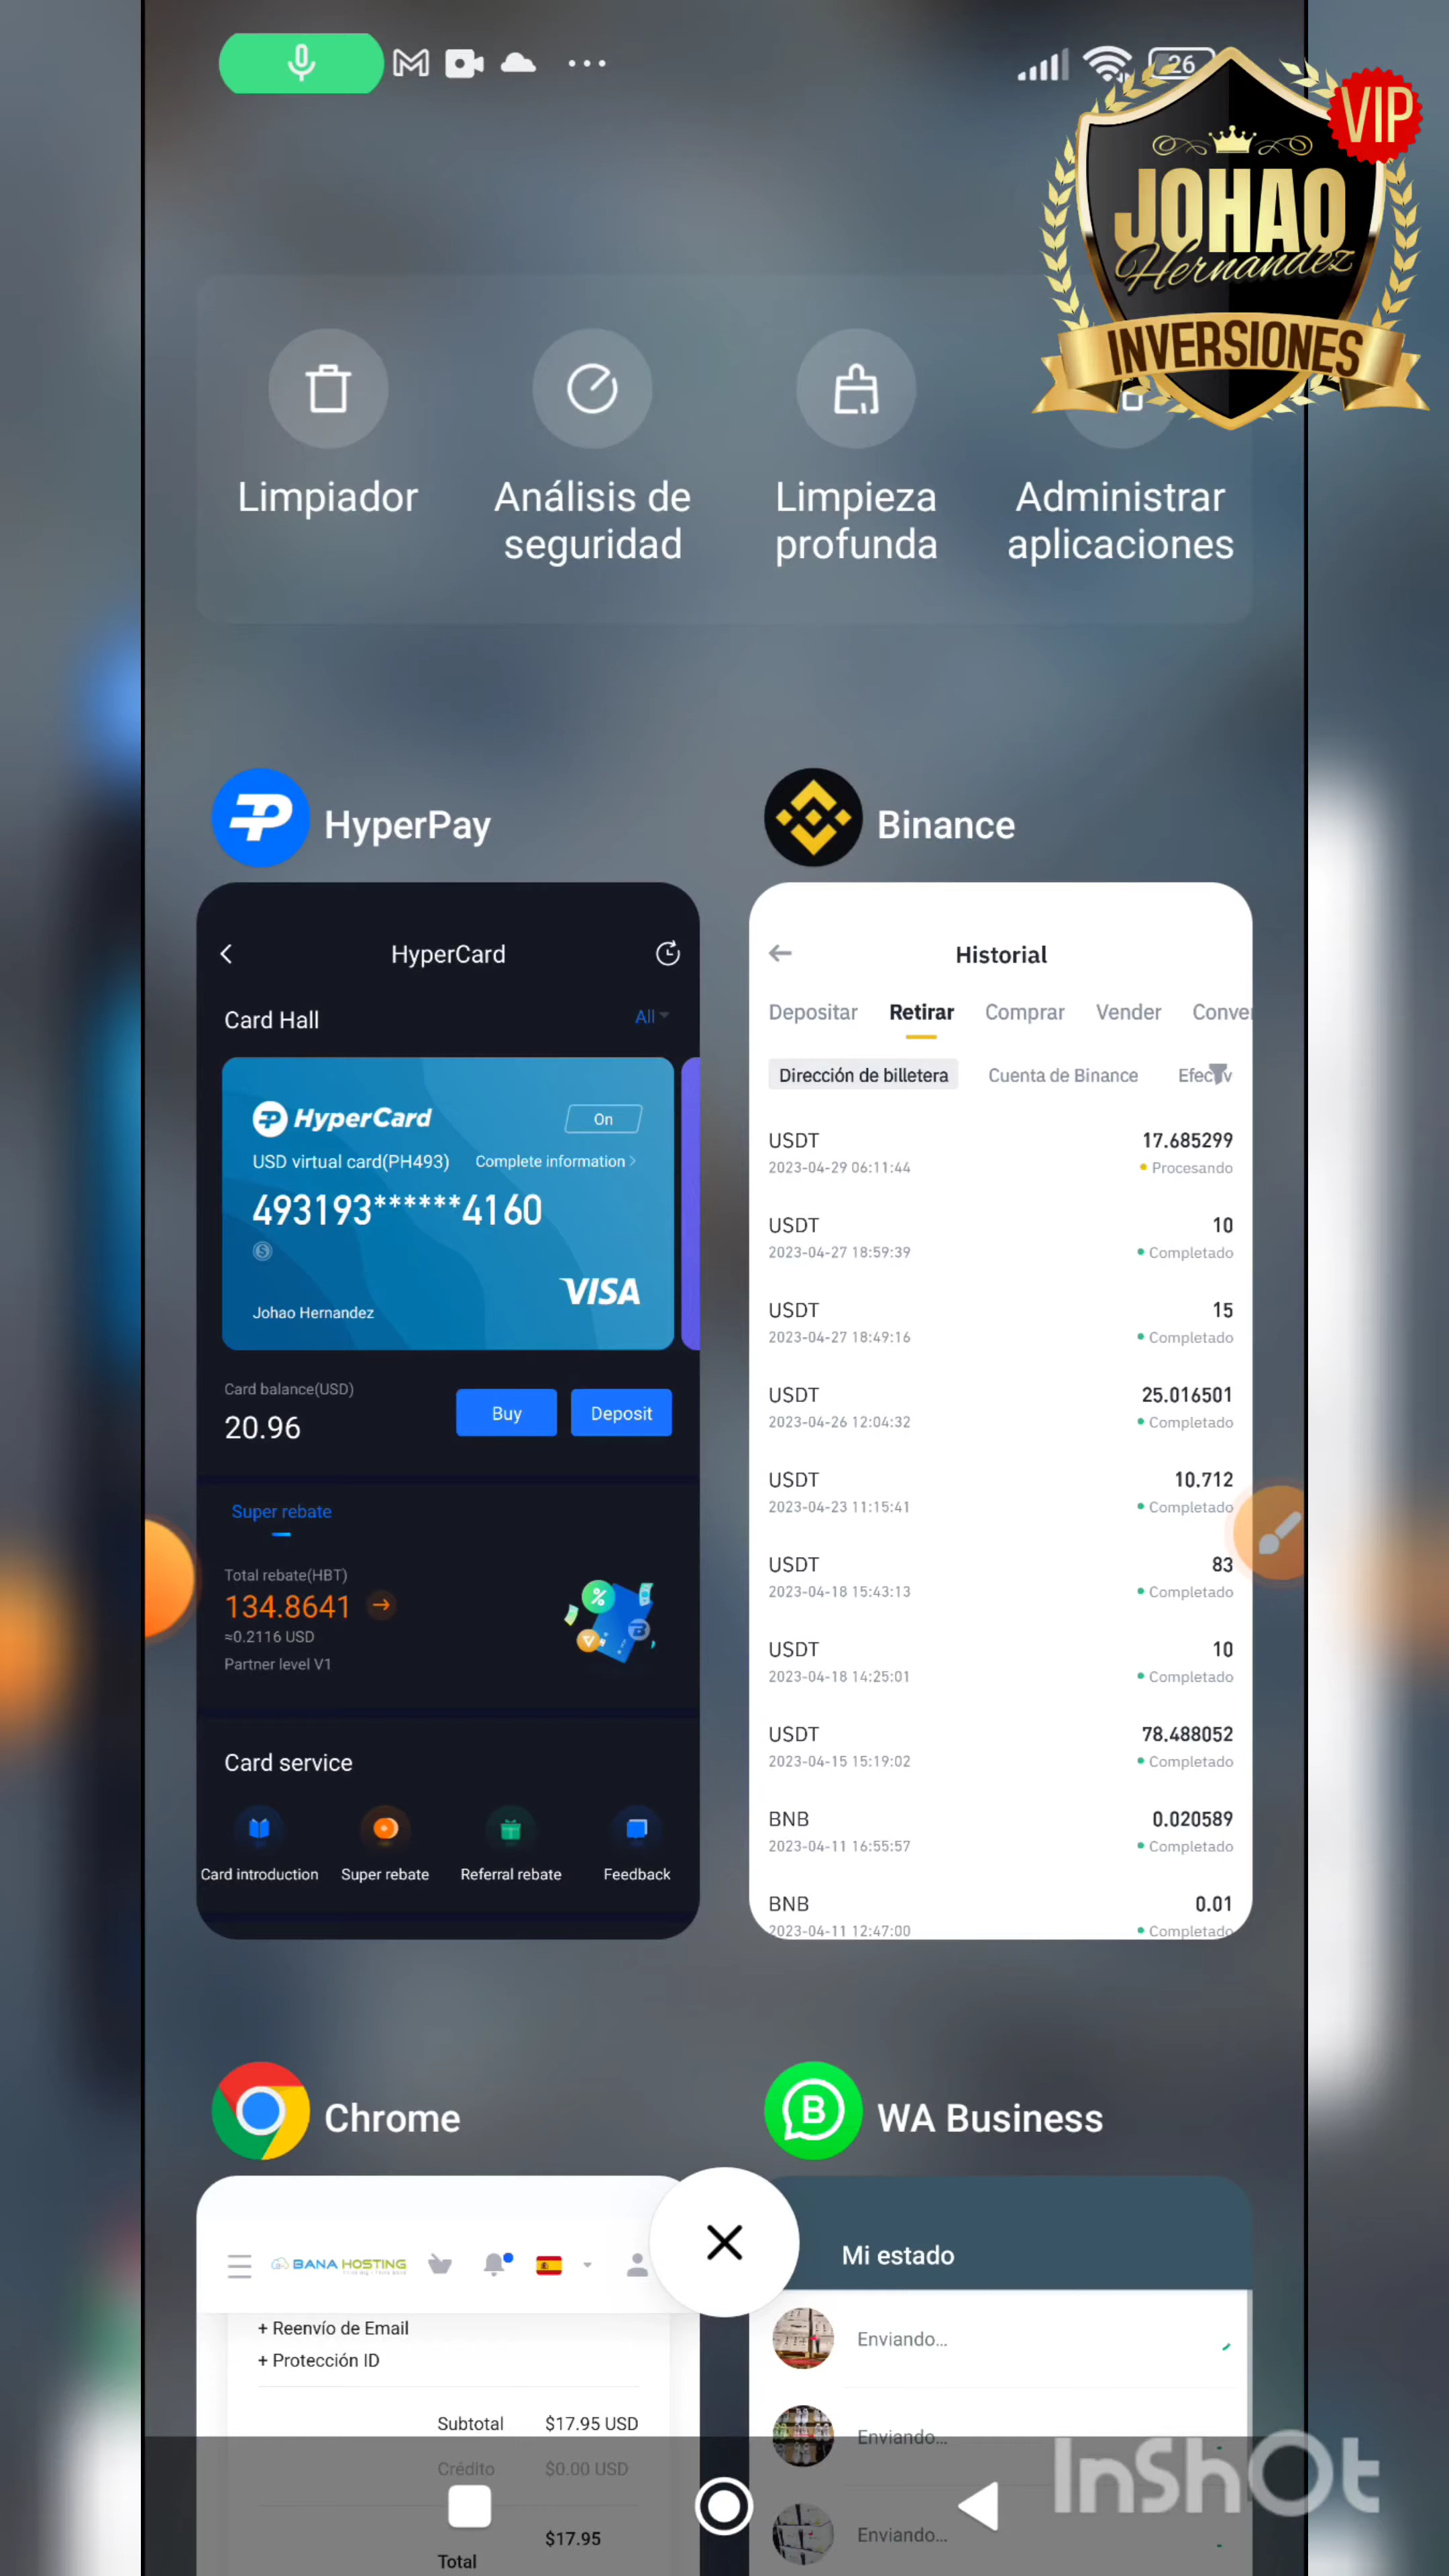 26
VIP
JOHAO
Hernandez
INVERSIONES
Limpiador
Análisis de
seguridad
Limpieza
profunda
Administrar
aplicaciones
HyperPay
HyperCard
Card Hall
All
HyperCard
On
USD virtual card(PH493)
Complete information >
493193******4160
VISA
Johao Hernandez
Card balance(USD)
20.96
Buy
Deposit
Super rebate
Total rebate(HBT)
134.8641
≈0.2116 USD
Partner level V1
Card service
Card introduction
Super rebate
Referral rebate
Feedback
Binance
Historial
Depositar
Retirar
Comprar
Vender
Conver
Dirección de billetera
Cuenta de Binance
Efectiv
USDT 17.685299
2023-04-29 06:11:44 Procesando
USDT 10
2023-04-27 18:59:39 Completado
USDT 15
2023-04-27 18:49:16 Completado
USDT 25.016501
2023-04-26 12:04:32 Completado
USDT 10.712
2023-04-23 11:15:41 Completado
USDT 83
2023-04-18 15:43:13 Completado
USDT 10
2023-04-18 14:25:01 Completado
USDT 78.488052
2023-04-15 15:19:02 Completado
BNB 0.020589
2023-04-11 16:55:57 Completado
BNB 0.01
2023-04-11 12:47:00 Completado
Chrome
BANA HOSTING
+ Reenvío de Email
+ Protección ID
Subtotal $17.95 USD
Crédito $0.00 USD
$17.95
Total
WA Business
Mi estado
Enviando...
Enviando...
Enviando...
InShOt